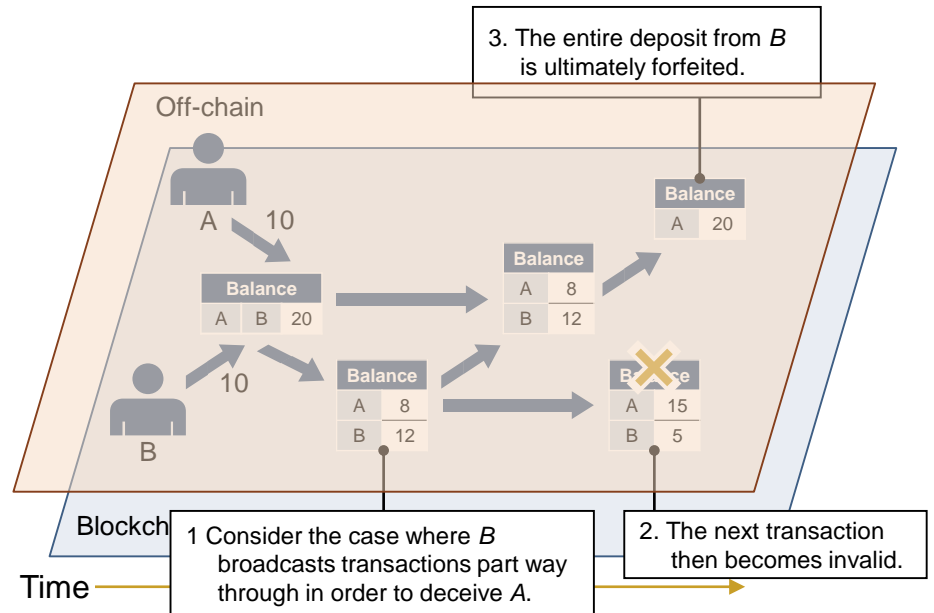 3. The entire deposit from B
is ultimately forfeited.
Off-chain
A
10
Balance
A 20
Balance
A 8
B 12
Balance
A B 20
10
B
Balance
A 8
B 12
Balance
A 15
B 5
Blockch
1 Consider the case where B
broadcasts transactions part way
through in order to deceive A.
2. The next transaction
then becomes invalid.
Time